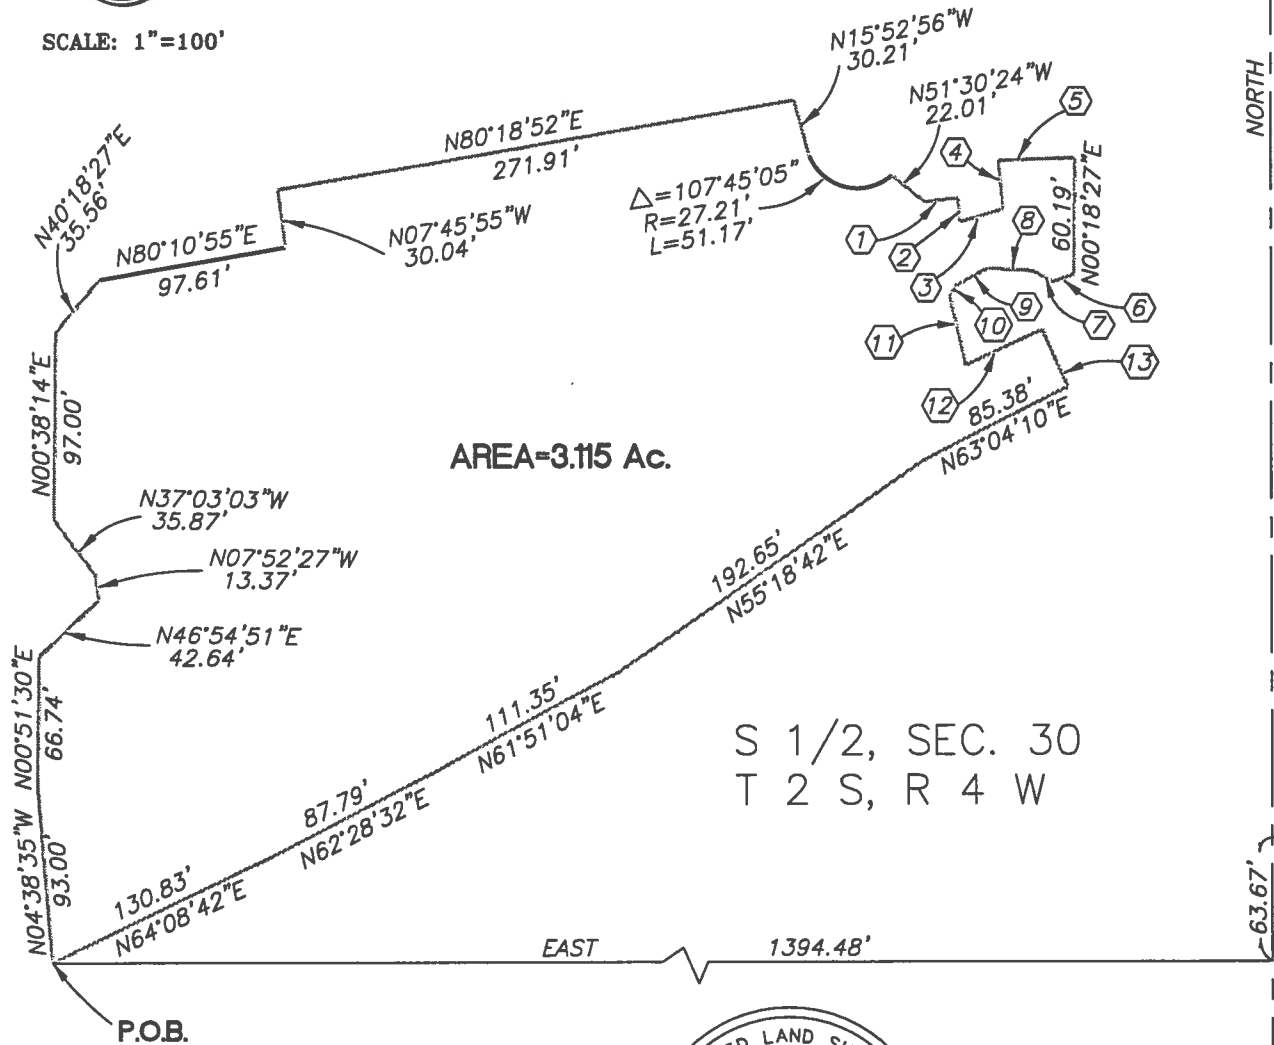 SCALE: 1"=100'
N15°52'56"W
30.21'
N51°30'24"W
22.01'
5
NORTH
N80°18'52"E
271.91'
4
N40°18'27"E
35.56'
△=107°45'05"
R=27.21'
L=51.17'
N80°10'55"E
97.61'
N07°45'55"W
30.04'
1
2
3
8
60.19'
N00°18'27"E
6
7
9
10
11
12
13
N00°38'14"E
97.00'
85.38'
N63°04'10"E
AREA=3.115 Ac.
N37°03'03"W
35.87'
N07°52'27"W
13.37'
192.65'
N55°18'42"E
N46°54'51"E
42.64'
N00°51'30"E
66.74'
111.35'
N61°51'04"E
S 1/2, SEC. 30
T 2 S, R 4 W
87.79'
N62°28'32"E
N04°38'35"W
93.00'
130.83'
N64°08'42"E
63.67'
EAST
1394.48'
P.O.B.
LAND